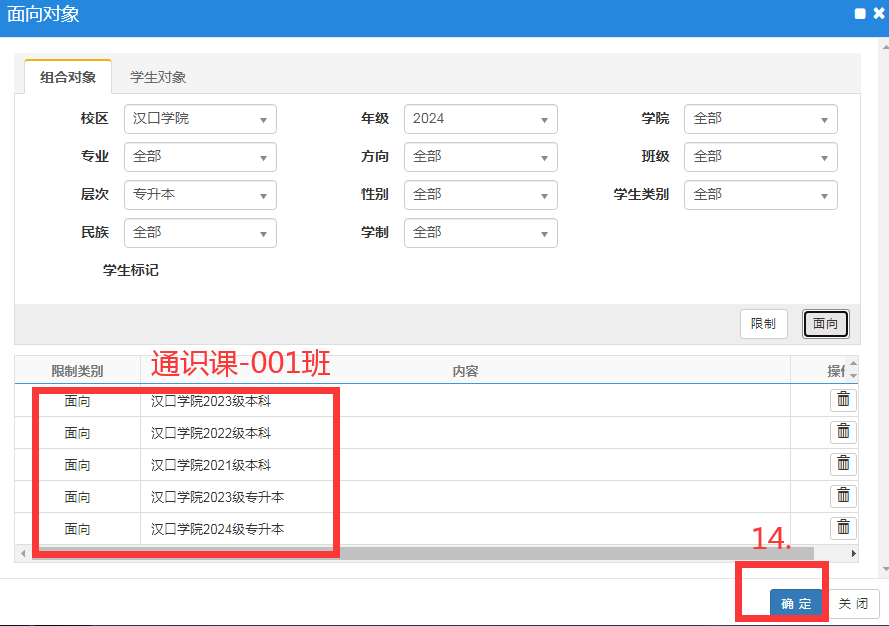 面向对象
组合对象 学生对象
校区 汉口学院 年级 2024 学院 全部
专业 全部 方向 全部 班级 全部
层次 专升本 性别 全部 学生类别 全部
民族 全部 学制 全部
学生标记
限制 面向
通识课-001班
限制类别 内容 操作
面向 汉口学院2023级本科
面向 汉口学院2022级本科
面向 汉口学院2021级本科
面向 汉口学院2023级专升本
面向 汉口学院2024级专升本
14.
确定 关闭